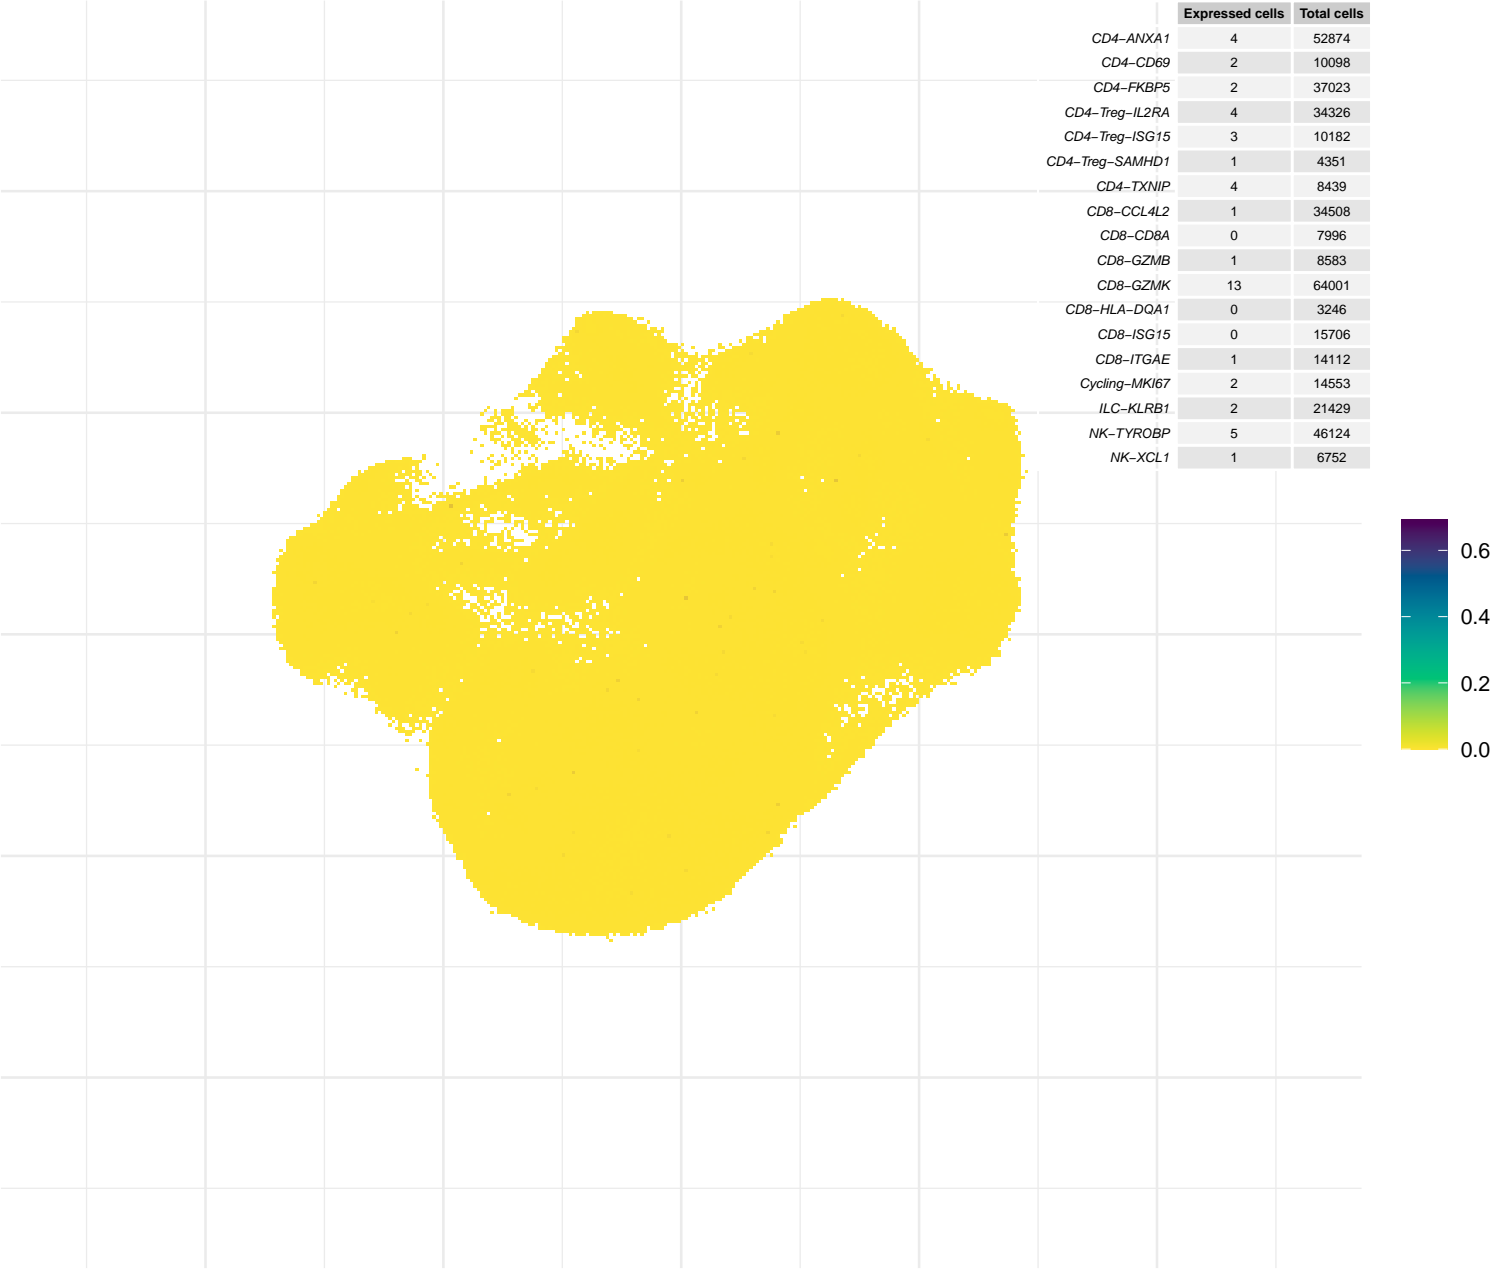 Expressed cells Total cells
CD4−ANXA1 4 52874
CD4−CD69 2 10098
CD4−FKBP5 2 37023
CD4−Treg−IL2RA 4 34326
CD4−Treg−ISG15 3 10182
CD4−Treg−SAMHD1 1 4351
CD4−TXNIP 4 8439
CD8−CCL4L2 1 34508
CD8−CD8A 0 7996
CD8−GZMB 1 8583
CD8−GZMK 13 64001
CD8−HLA−DQA1 0 3246
CD8−ISG15 0 15706
CD8−ITGAE 1 14112
Cycling−MKI67 2 14553
ILC−KLRB1 2 21429
NK−TYROBP 5 46124
NK−XCL1 1 6752
0.6
0.4
0.2
0.0